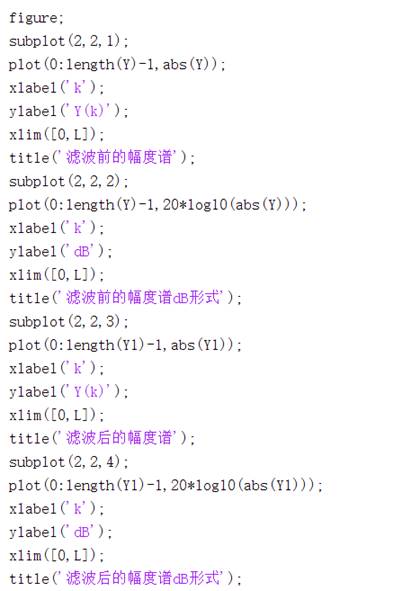 figure;
subplot(2,2,1);
plot(0:length(Y)-1,abs(Y));
xlabel('k');
ylabel('Y(k)');
xlim([0,L]);
title('滤波前的幅度谱');
subplot(2,2,2);
plot(0:length(Y)-1,20*log10(abs(Y)));
xlabel('k');
ylabel('dB');
xlim([0,L]);
title('滤波前的幅度谱dB形式');
subplot(2,2,3);
plot(0:length(Y1)-1,abs(Y1));
xlabel('k');
ylabel('Y(k)');
xlim([0,L]);
title('滤波后的幅度谱');
subplot(2,2,4);
plot(0:length(Y1)-1,20*log10(abs(Y1)));
xlabel('k');
ylabel('dB');
xlim([0,L]);
title('滤波后的幅度谱dB形式');